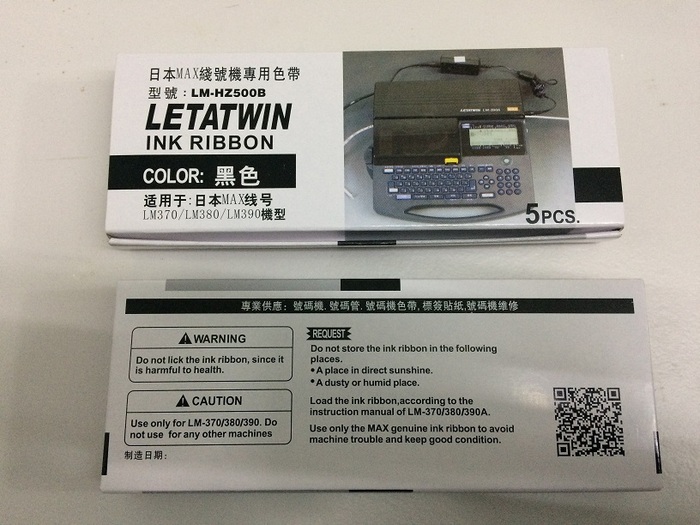 日本MAX綫號機專用色帶
型號：LM-HZ500B
LETATWIN
INK RIBBON
COLOR: 黑色
适用于:日本MAX线号
LM370/LM380/LM390機型
5PCS.
專業供應：號碼機.號碼管.號碼機色帶,標簽貼紙,號碼機維修
WARNING
Do not lick the ink ribbon, since it
is harmful to health.
CAUTION
Use only for LM-370/380/390. Do
not use for any other machines
制造日期:
REQUEST
Do not store the ink ribbon in the following
places.
•A place in direct sunshine.
•A dusty or humid place.
Load the ink ribbon,according to the
instruction manual of LM-370/380/390A.
Use only the MAX genuine ink ribbon to avoid
machine trouble and keep good condition.